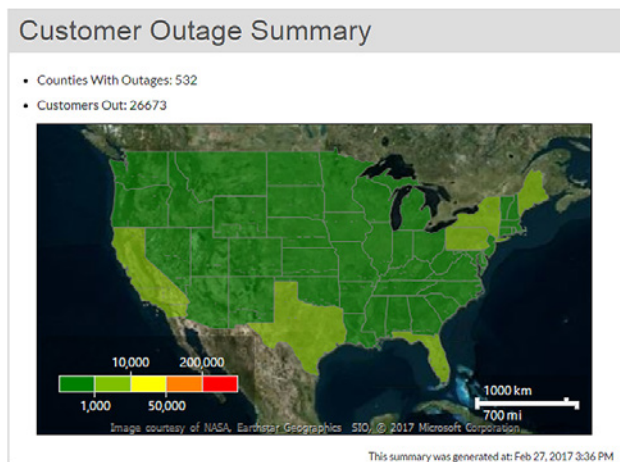 Customer Outage Summary
Counties With Outages: 532
Customers Out: 26673
10,000 200,000
1,000 50,000
1000 km
700 mi
Image courtesy of NASA, Earthstar Geographics SIO, © 2017 Microsoft Corporation
This summary was generated at: Feb 27, 2017 3:36 PM